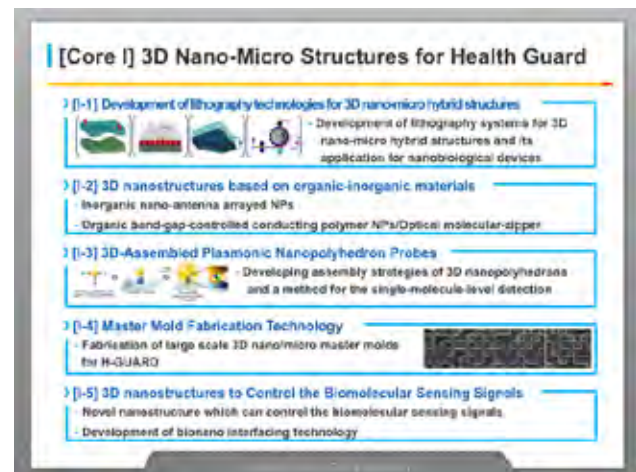 [Core I] 3D Nano-Micro Structures for Health Guard
[I-1] Development of lithography technologies for 3D nano-micro hybrid structures
- Development of lithography systems for 3D
nano-micro hybrid structures and its
application for nanobiological devices
[I-2] 3D nanostructures based on organic-inorganic materials
- Inorganic nano-antenna arrayed NPs
- Organic band-gap-controlled conducting polymer NPs/Optical molecular-zipper
[I-3] 3D-Assembled Plasmonic Nanopolyhedron Probes
- Developing assembly strategies of 3D nanopolyhedrons
and a method for the single-molecule-level detection
[I-4] Master Mold Fabrication Technology
- Fabrication of large scale 3D nano/micro master molds
for H-GUARD
[I-5] 3D nanostructures to Control the Biomolecular Sensing Signals
- Novel nanostructure which can control the biomolecular sensing signals
- Development of bionano interfacing technology